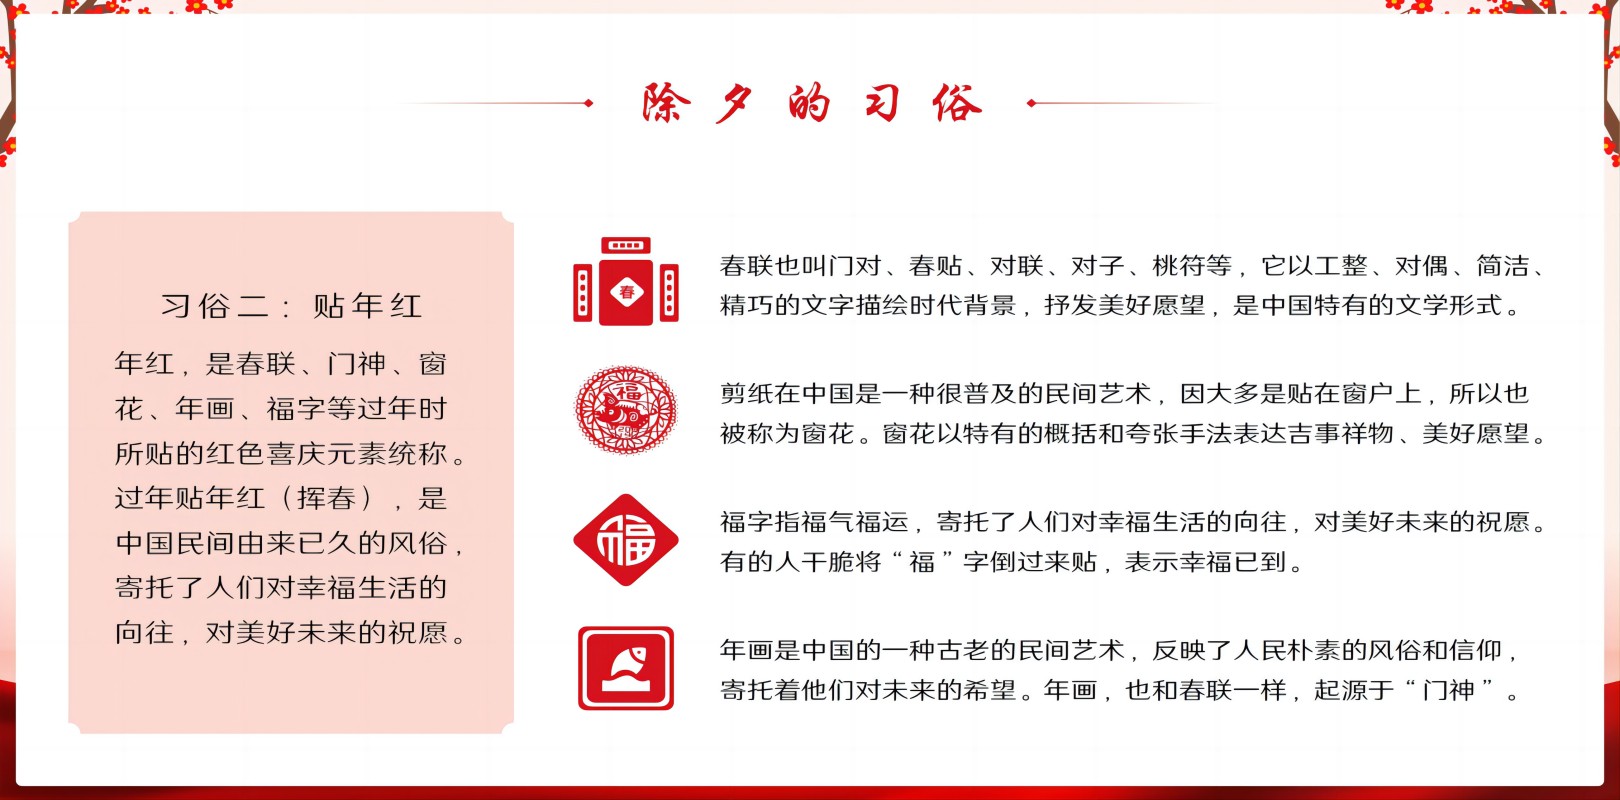 除夕的习俗
习俗二：贴年红
年红，是春联、门神、窗
花、年画、福字等过年时
所贴的红色喜庆元素统称。
过年贴年红（挥春），是
中国民间由来已久的风俗，
寄托了人们对幸福生活的
向往，对美好未来的祝愿。
春
春联也叫门对、春贴、对联、对子、桃符等，它以工整、对偶、简洁、
精巧的文字描绘时代背景，抒发美好愿望，是中国特有的文学形式。
福
剪纸在中国是一种很普及的民间艺术，因大多是贴在窗户上，所以也
被称为窗花。窗花以特有的概括和夸张手法表达吉事祥物、美好愿望。
福
福字指福气福运，寄托了人们对幸福生活的向往，对美好未来的祝愿。
有的人干脆将“福”字倒过来贴，表示幸福已到。
年画是中国的一种古老的民间艺术，反映了人民朴素的风俗和信仰，
寄托着他们对未来的希望。年画，也和春联一样，起源于“门神”。